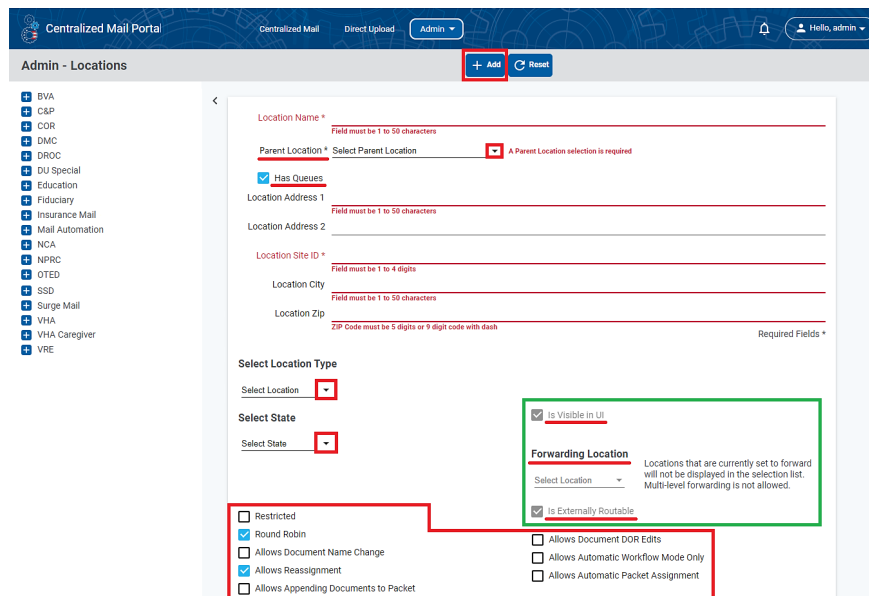 Centralized Mail Portal
Centralized Mail
Direct Upload
Admin
Hello, admin
Admin - Locations
+ Add
Reset
BVA
C&P
COR
DMC
DROC
DU Special
Education
Fiduciary
Insurance Mail
Mail Automation
NCA
NPRC
OTED
SSD
Surge Mail
VHA
VHA Caregiver
VRE
Location Name *
Field must be 1 to 50 characters
Parent Location * Select Parent Location
A Parent Location selection is required
Has Queues
Location Address 1
Field must be 1 to 50 characters
Location Address 2
Location Site ID *
Field must be 1 to 4 digits
Location City
Field must be 1 to 50 characters
Location Zip
ZIP Code must be 5 digits or 9 digit code with dash
Required Fields *
Select Location Type
Select Location
Select State
Select State
Is Visible in UI
Forwarding Location
Select Location
Locations that are currently set to forward
will not be displayed in the selection list.
Multi-level forwarding is not allowed.
Is Externally Routable
Restricted
Round Robin
Allows Document Name Change
Allows Reassignment
Allows Appending Documents to Packet
Allows Document DOR Edits
Allows Automatic Workflow Mode Only
Allows Automatic Packet Assignment